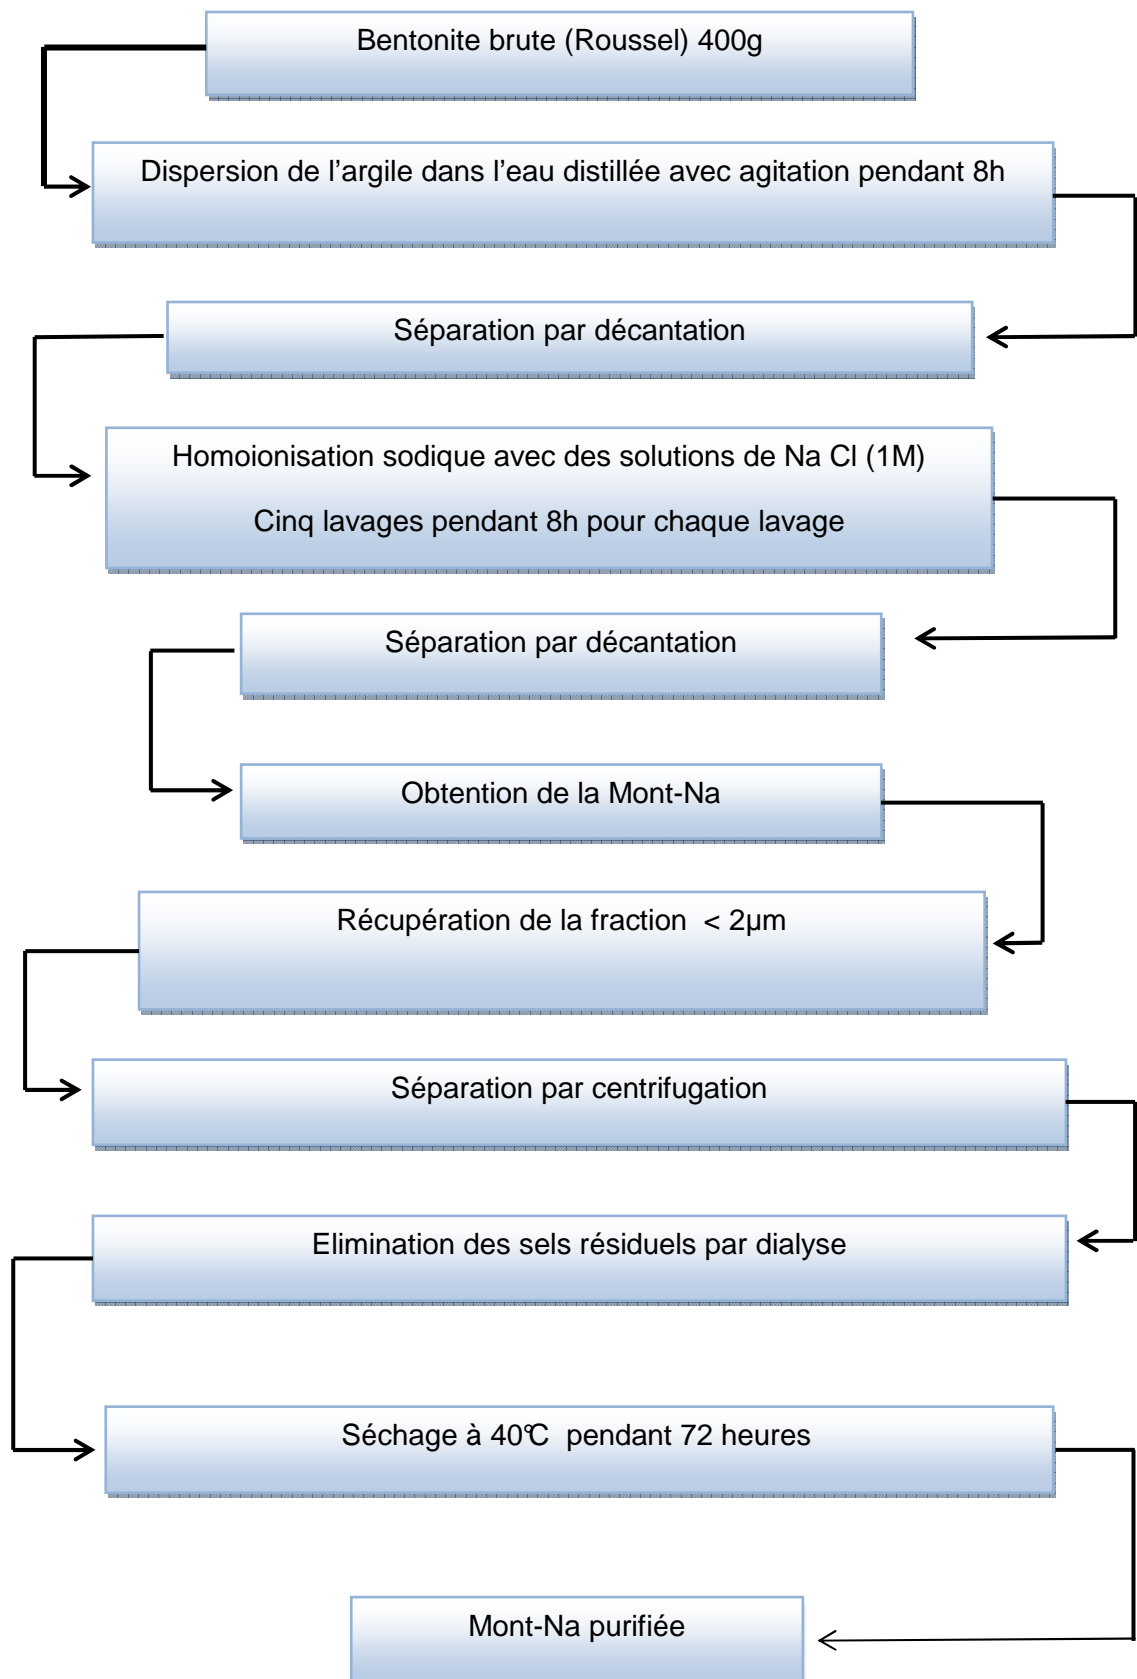 Bentonite brute (Roussel) 400g
Dispersion de l’argile dans l’eau distillée avec agitation pendant 8h
Séparation par décantation
Homoionisation sodique avec des solutions de Na Cl (1M)
Cinq lavages pendant 8h pour chaque lavage
Séparation par décantation
Obtention de la Mont-Na
Récupération de la fraction < 2µm
Séparation par centrifugation
Elimination des sels résiduels par dialyse
Séchage à 40°C pendant 72 heures
Mont-Na purifiée